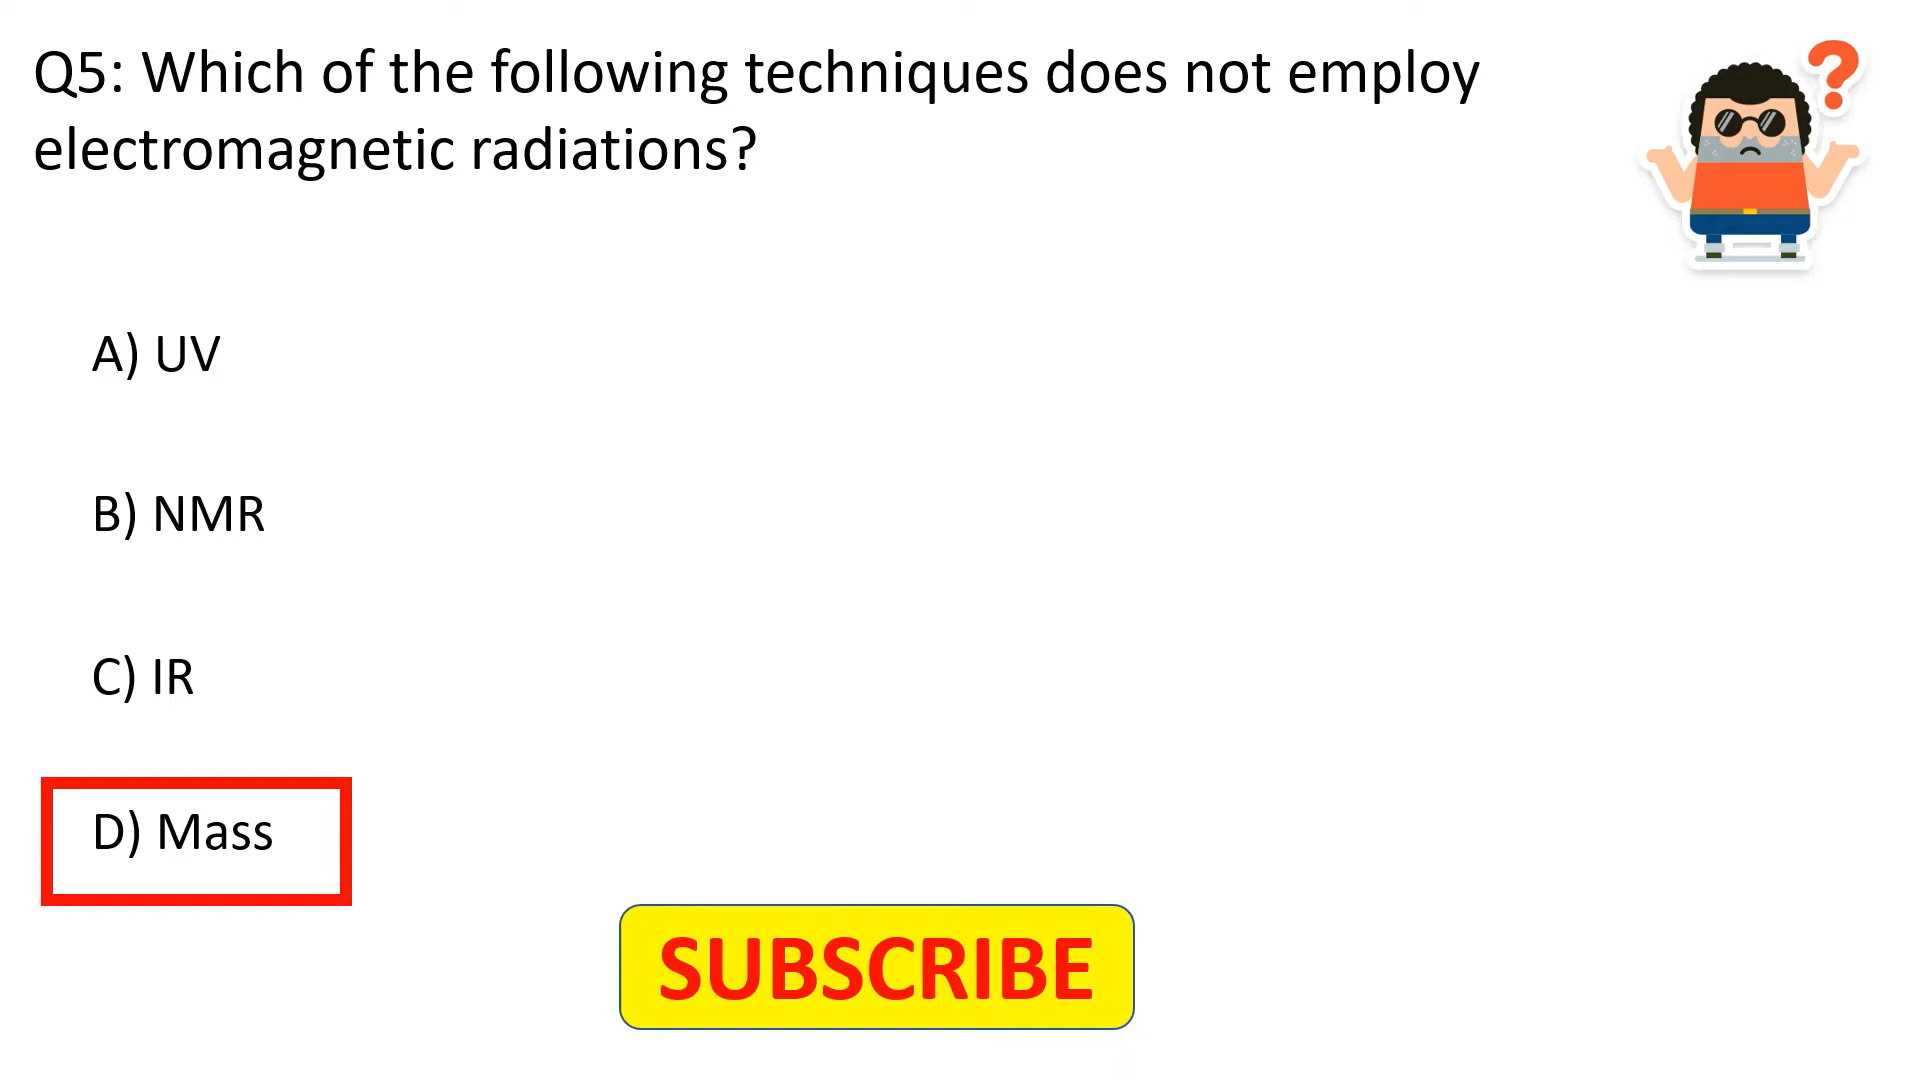 Q5: Which of the following techniques does not employ
electromagnetic radiations?
A) UV
B) NMR
C) IR
D) Mass
SUBSCRIBE